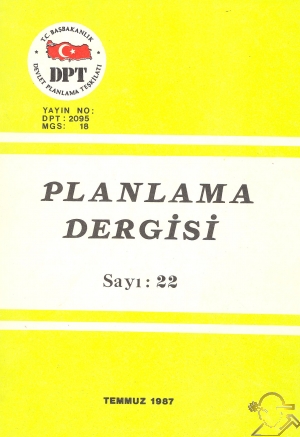 T.C. BAŞBAKANLIK
DPT
DEVLET PLANLAMA TEŞKİLATI
YAYIN NO:
DPT: 2095
MGS: 18
PLANLAMA
DERGİSİ
Sayı: 22
TEMMUZ 1987